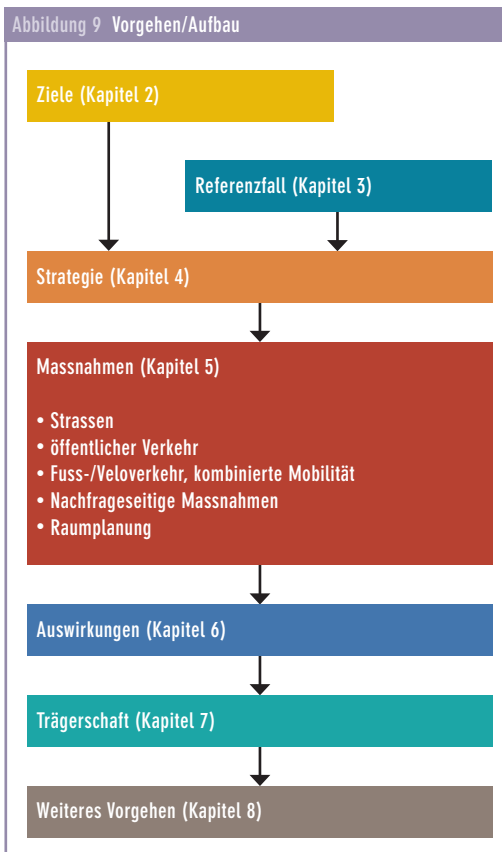 Abbildung 9 Vorgehen/Aufbau
Ziele (Kapitel 2)
Referenzfall (Kapitel 3)
Strategie (Kapitel 4)
Massnahmen (Kapitel 5)
• Strassen
• öffentlicher Verkehr
• Fuss-/Veloverkehr, kombinierte Mobilität
• Nachfrageseitige Massnahmen
• Raumplanung
Auswirkungen (Kapitel 6)
Trägerschaft (Kapitel 7)
Weiteres Vorgehen (Kapitel 8)